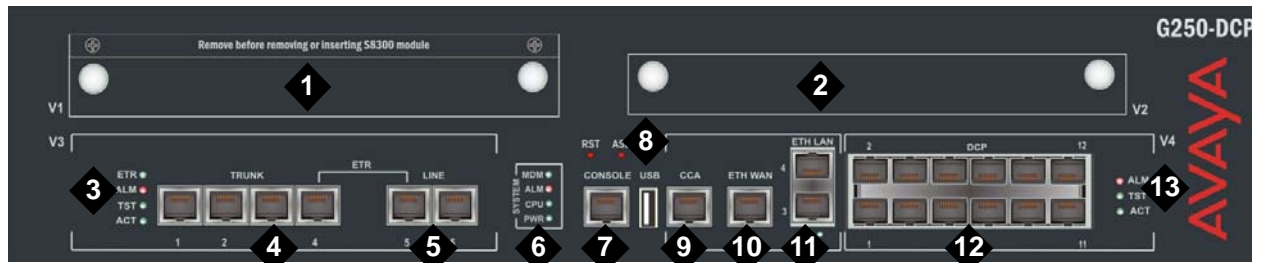 G250-DCP
Remove before removing or inserting S8300 module
1
2
V1
V2
V3
8
V4
RST
ETR
ETH LAN
2
DCP
12
AVAYA
3
ETR
TRUNK
LINE
MDM
CONSOLE
USB
CCA
ETH WAN
4
ALM
13
ALM
SYSTEM
ALM
TST
CPU
TST
ACT
PWR
3
ACT
1
2
4
4
5
5
6
7
9
10
11
1
12
11